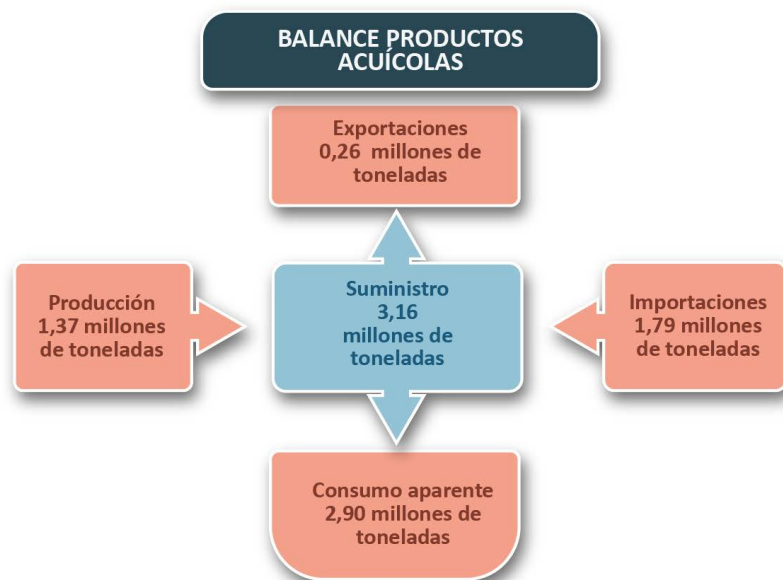 BALANCE PRODUCTOS
ACUÍCOLAS
Exportaciones
0,26 millones de
toneladas
Producción
1,37 millones
de toneladas
Suministro
3,16
millones de
toneladas
Importaciones
1,79 millones
de toneladas
Consumo aparente
2,90 millones de
toneladas